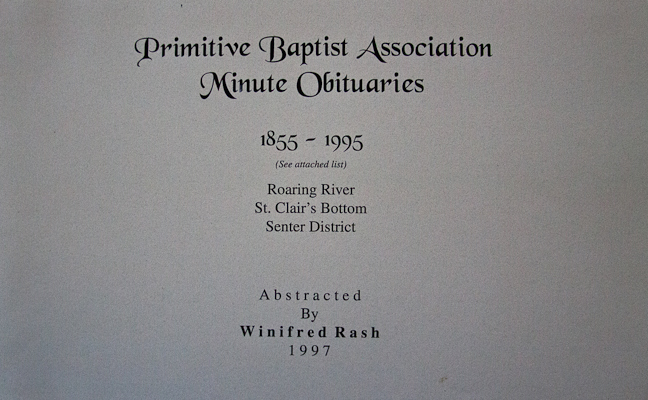 Primitive Baptist Association
Minute Obituaries
1855 - 1995
(See attached list)
Roaring River
St. Clair's Bottom
Senter District
Abstracted
By
Winifred Rash
1997